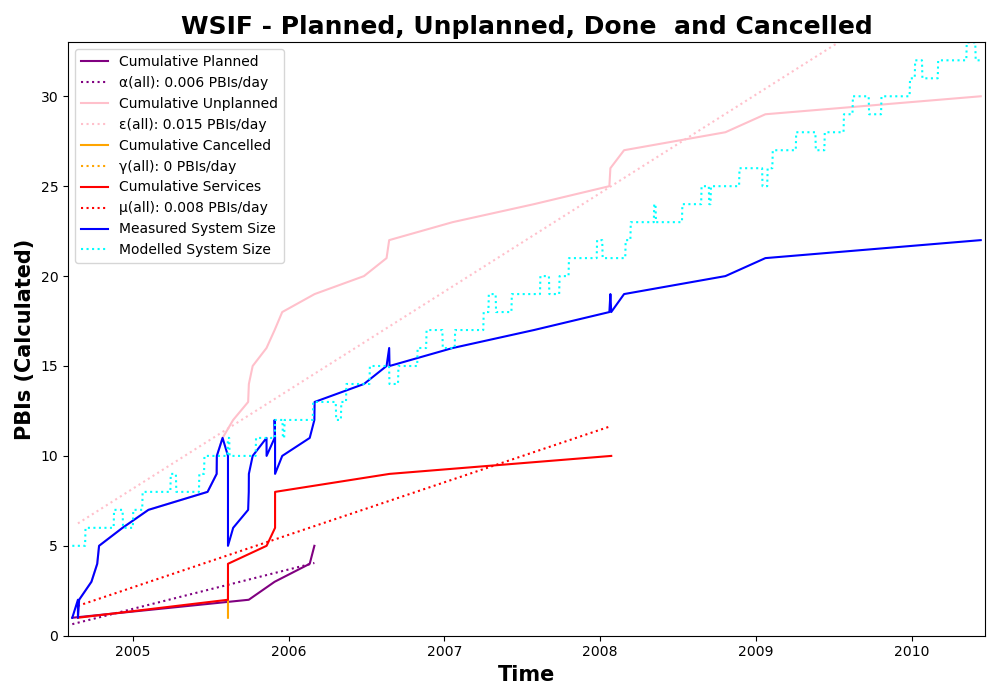 WSIF - Planned, Unplanned, Done  and Cancelled
Cumulative Planned
α(all): 0.006 PBIs/day
Cumulative Unplanned
ε(all): 0.015 PBIs/day
Cumulative Cancelled
γ(all): 0 PBIs/day
Cumulative Services
μ(all): 0.008 PBIs/day
Measured System Size
Modelled System Size
PBIs (Calculated)
30
25
20
15
10
5
0
2005 2006 2007 2008 2009 2010
Time